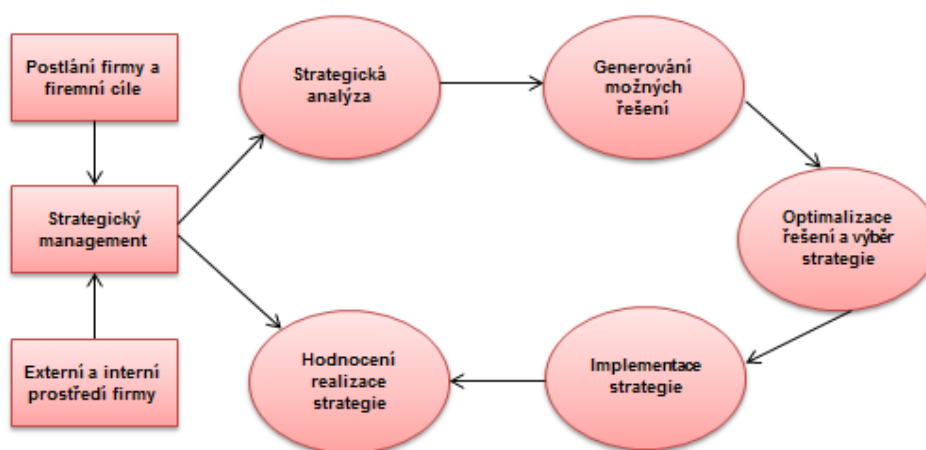 Postlání firmy a
firemní cíle
Strategický
management
Externí a interní
prostředí firmy
Strategická
analýza
Generování
možných
řešení
Optimalizace
řešení a výběr
strategie
Implementace
strategie
Hodnocení
realizace
strategie